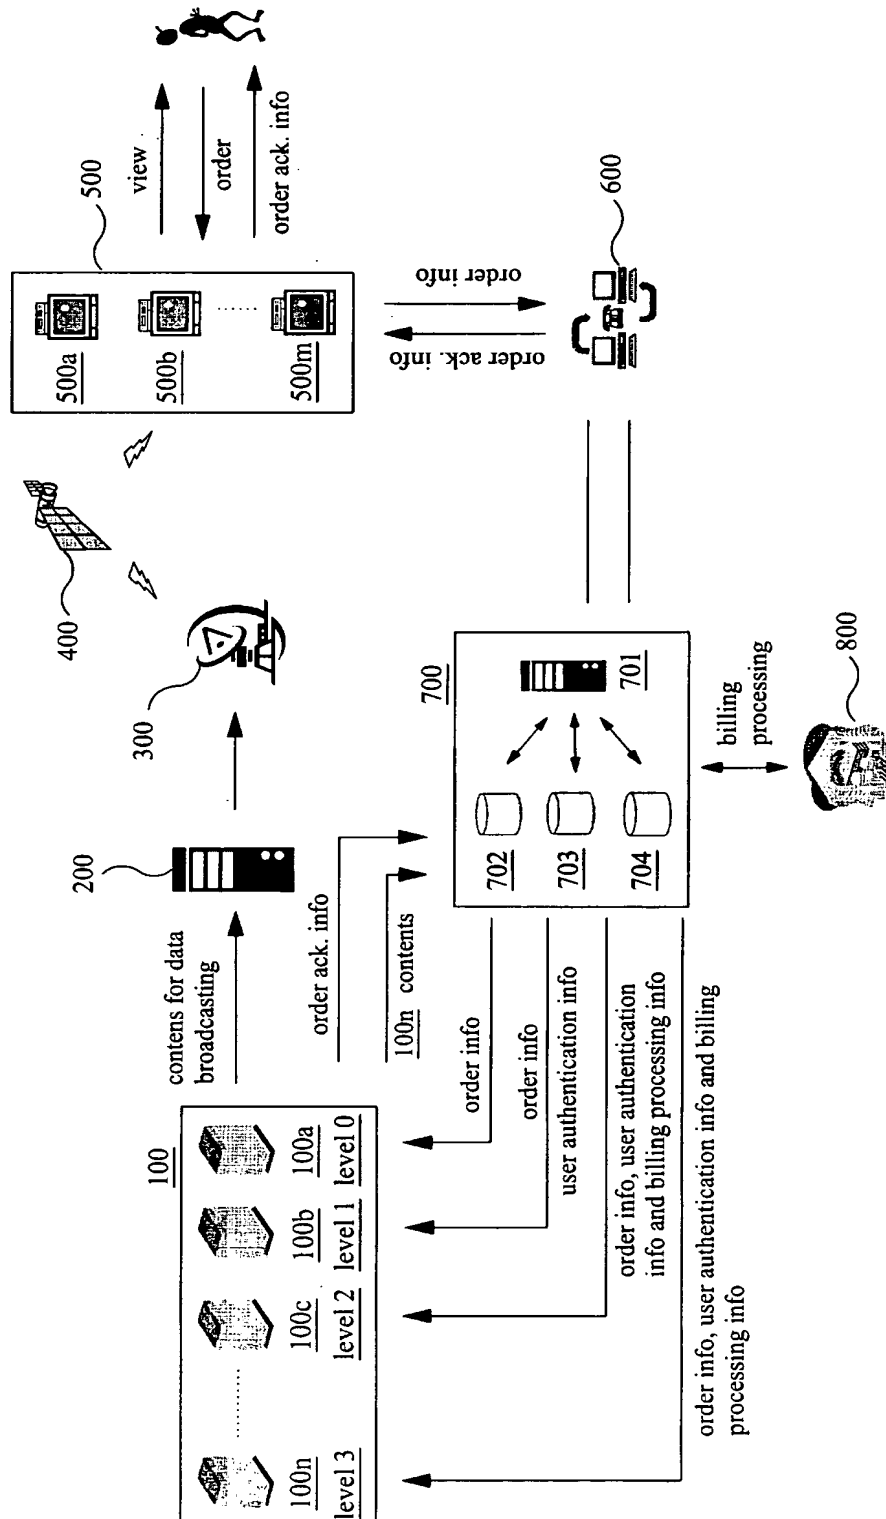 100
100a
level 0
100b
level 1
100c
level 2
........
100n
level 3
contens for data
broadcasting
200
300
400
500
500a
500b
......
500m
view
order
order ack. info
order info
order ack. info
600
order ack. info
100n contents
700
701
702
703
704
billing
processing
800
order info
order info
user authentication info
order info, user authentication
info and billing processing info
order info, user authentication info and billing
processing info